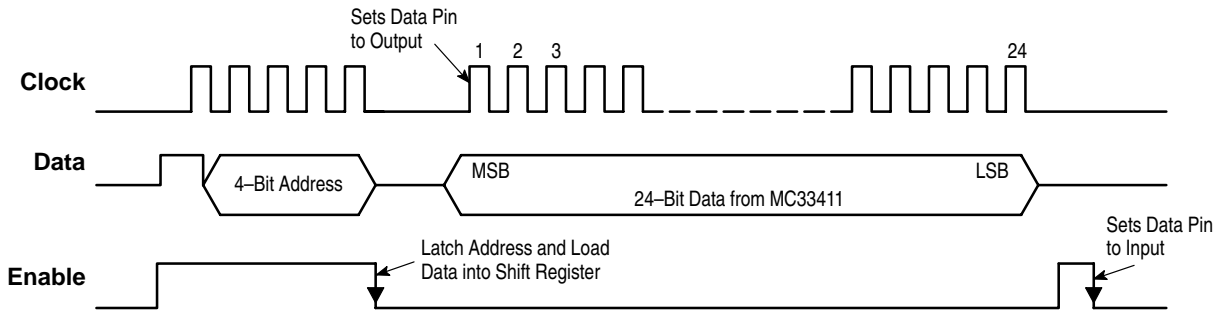 Sets Data Pin
to Output
1 2 3 24
Clock
Data
4–Bit Address
MSB
LSB
24–Bit Data from MC33411
Sets Data Pin
to Input
Latch Address and Load
Data into Shift Register
Enable